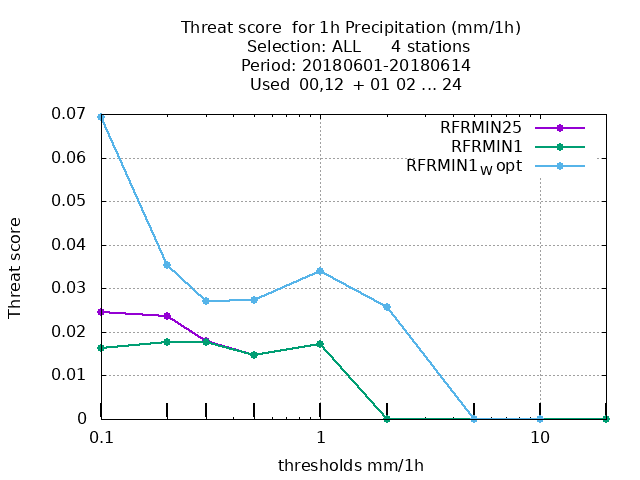 Threat score  for 1h Precipitation (mm/1h)
Selection: ALL      4 stations
Period: 20180601-20180614
Used  00,12  + 01 02 ... 24
RFRMIN25
RFRMIN1
RFRMIN1W opt
0.07
0.06
0.05
0.04
0.03
0.02
0.01
0
Threat score
0.1
1
10
thresholds mm/1h